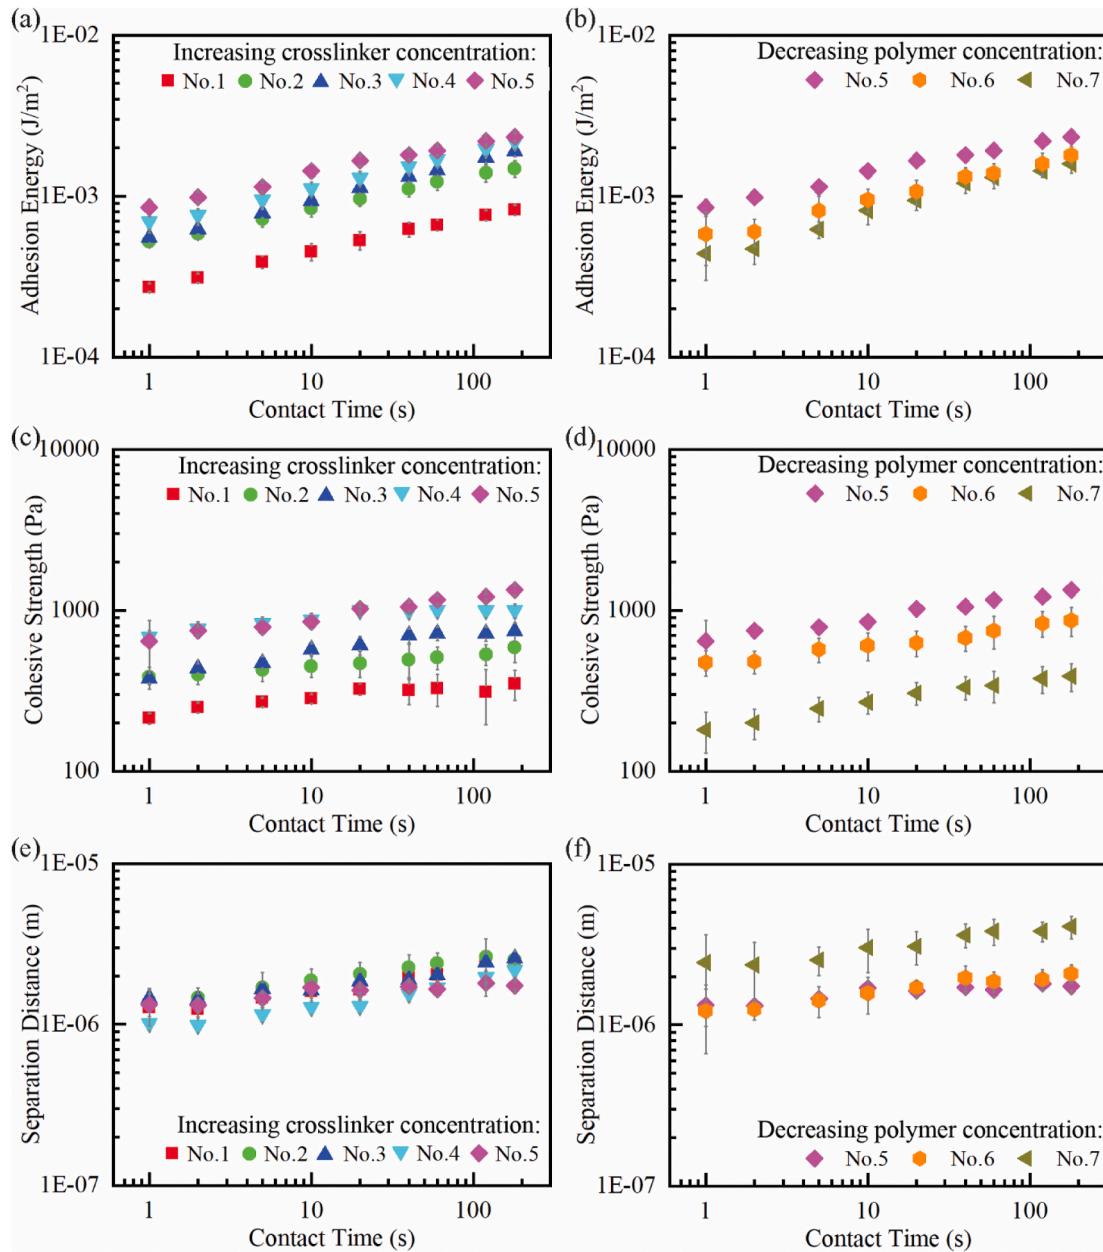 (a)
1E-02
1E-03
1E-04
Adhesion Energy (J/m²)
Increasing crosslinker concentration:
No.1 No.2 No.3 No.4 No.5
1 10 100
Contact Time (s)
(b)
1E-02
1E-03
1E-04
Adhesion Energy (J/m²)
Decreasing polymer concentration:
No.5 No.6 No.7
1 10 100
Contact Time (s)
(c)
10000
1000
100
Cohesive Strength (Pa)
Increasing crosslinker concentration:
No.1 No.2 No.3 No.4 No.5
1 10 100
Contact Time (s)
(d)
10000
1000
100
Cohesive Strength (Pa)
Decreasing polymer concentration:
No.5 No.6 No.7
1 10 100
Contact Time (s)
(e)
1E-05
1E-06
1E-07
Separation Distance (m)
Increasing crosslinker concentration:
No.1 No.2 No.3 No.4 No.5
1 10 100
Contact Time (s)
(f)
1E-05
1E-06
1E-07
Separation Distance (m)
Decreasing polymer concentration:
No.5 No.6 No.7
1 10 100
Contact Time (s)